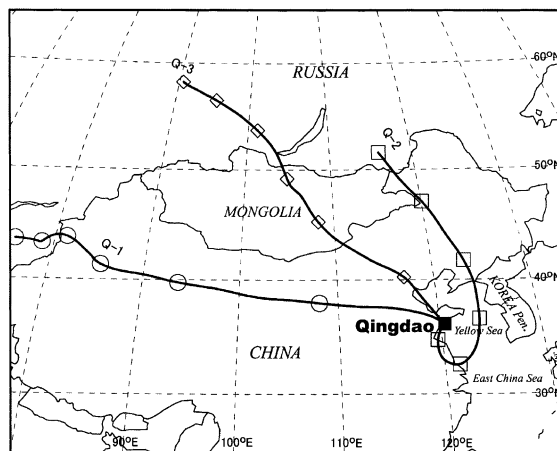 60°N
Q-3
RUSSIA
Q-2
50°N
MONGOLIA
Q-1
40°N
KOREA Pen.
Qingdao
Yellow Sea
CHINA
East China Sea
30°N
90°E
100°E
110°E
120°E